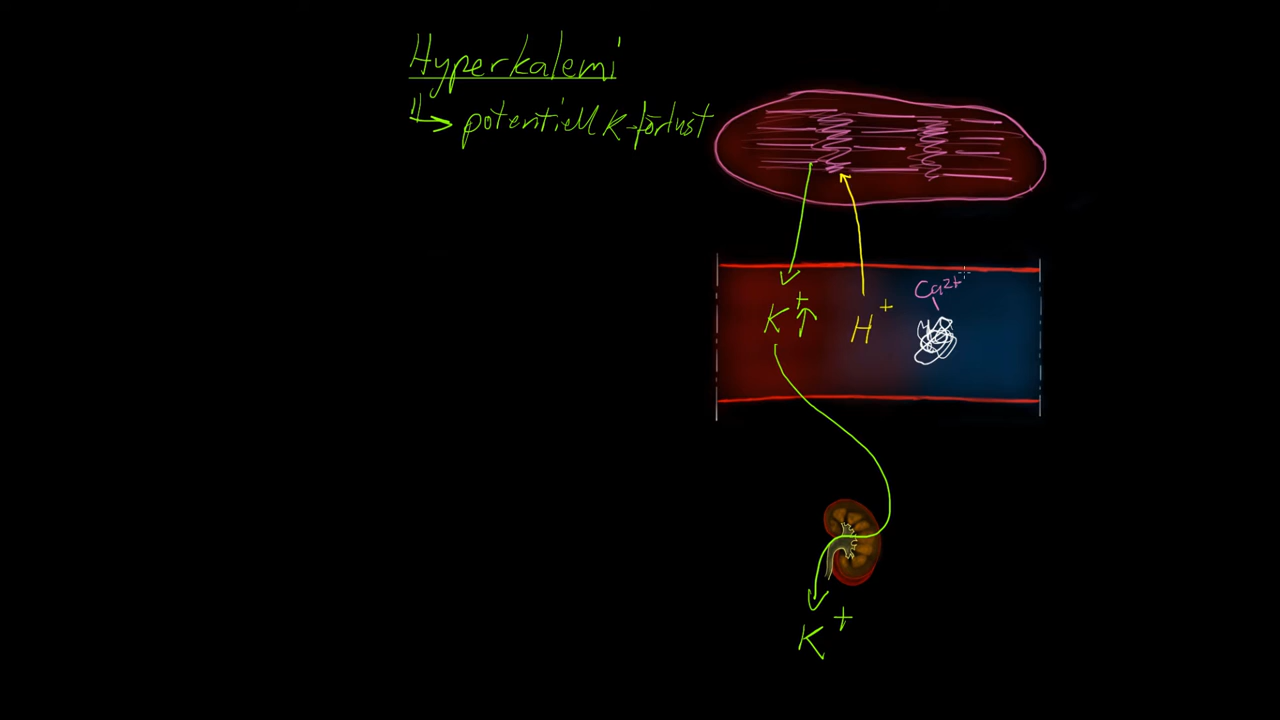 Hyperkalemi
↳ potentiell K-förlust
Ca2+
K+↑
H+
K+